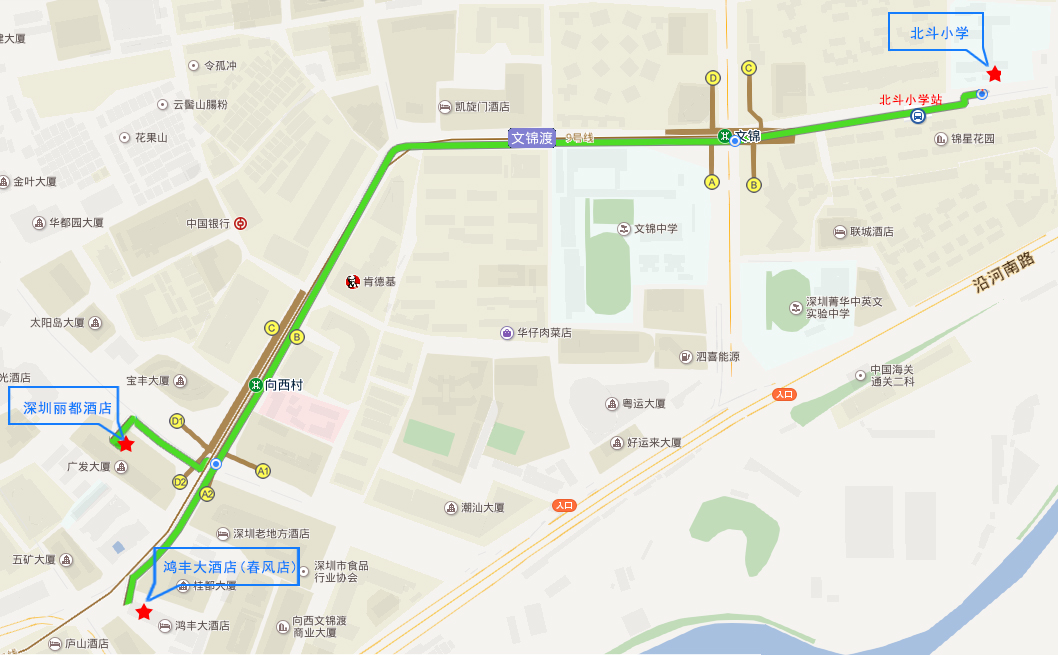 北斗小学
令孤冲
云髻山腸粉
凯旋门酒店
D
C
北斗小学站
花果山
文锦渡
9号线
文锦
锦星花园
金叶大厦
A
B
华都园大厦
中国银行
文锦中学
联城酒店
沿河南路
肯德基
深圳菁华中英文
实验中学
太阳岛大厦
C
B
华仔肉菜店
泗喜能源
中国海关
通关二科
光酒店
宝丰大厦
向西村
入口
深圳丽都酒店
粤运大厦
D1
好运来大厦
广发大厦
A1
D2
A2
潮汕大厦
入口
深圳老地方酒店
五矿大厦
鸿丰大酒店(春风店)
深圳市食品
行业协会
桂都大厦
鸿丰大酒店
向西文锦渡
商业大厦
庐山酒店